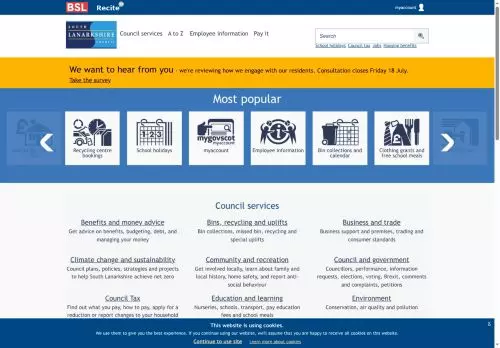 BSL
Recite
myaccount
SOUTH
LANARKSHIRE
COUNCIL
Council services
A to Z
Employee information
Pay it
Search
School holidays
Council tax
Jobs
Housing benefits
We want to hear from you - we're reviewing how we engage with our residents. Consultation closes Friday 18 July.
Take the survey
Most popular
Recycling centre
bookings
1 2 3
School holidays
mygovscot
myaccount
myaccount
Employee information
Bin collections and
calendar
Clothing grants and
free school meals
Council services
Benefits and money advice
Get advice on benefits, budgeting, debt, and
managing your money
Bins, recycling and uplifts
Bin collections, missed bin, recycling and
special uplifts
Business and trade
Business support and premises, trading and
consumer standards
Climate change and sustainability
Council plans, policies, strategies and projects
to help South Lanarkshire achieve net zero
Community and recreation
Get involved locally, learn about family and
local history, home safety, and report anti-
social behaviour
Council and government
Councillors, performance, information
requests, elections, voting, Brexit, comments
and complaints, petitions
Council Tax
Find out what you pay, how to pay, apply for a
reduction or report changes to your household
Education and learning
Nurseries, schools, transport, pay education
fees and school meals
Environment
Conservation, air quality and pollution
This website is using cookies.
We use them to give you the best experience. If you continue using our website, we'll assume that you are happy to receive all cookies on this website.
Continue to use site
Learn more about cookies
x